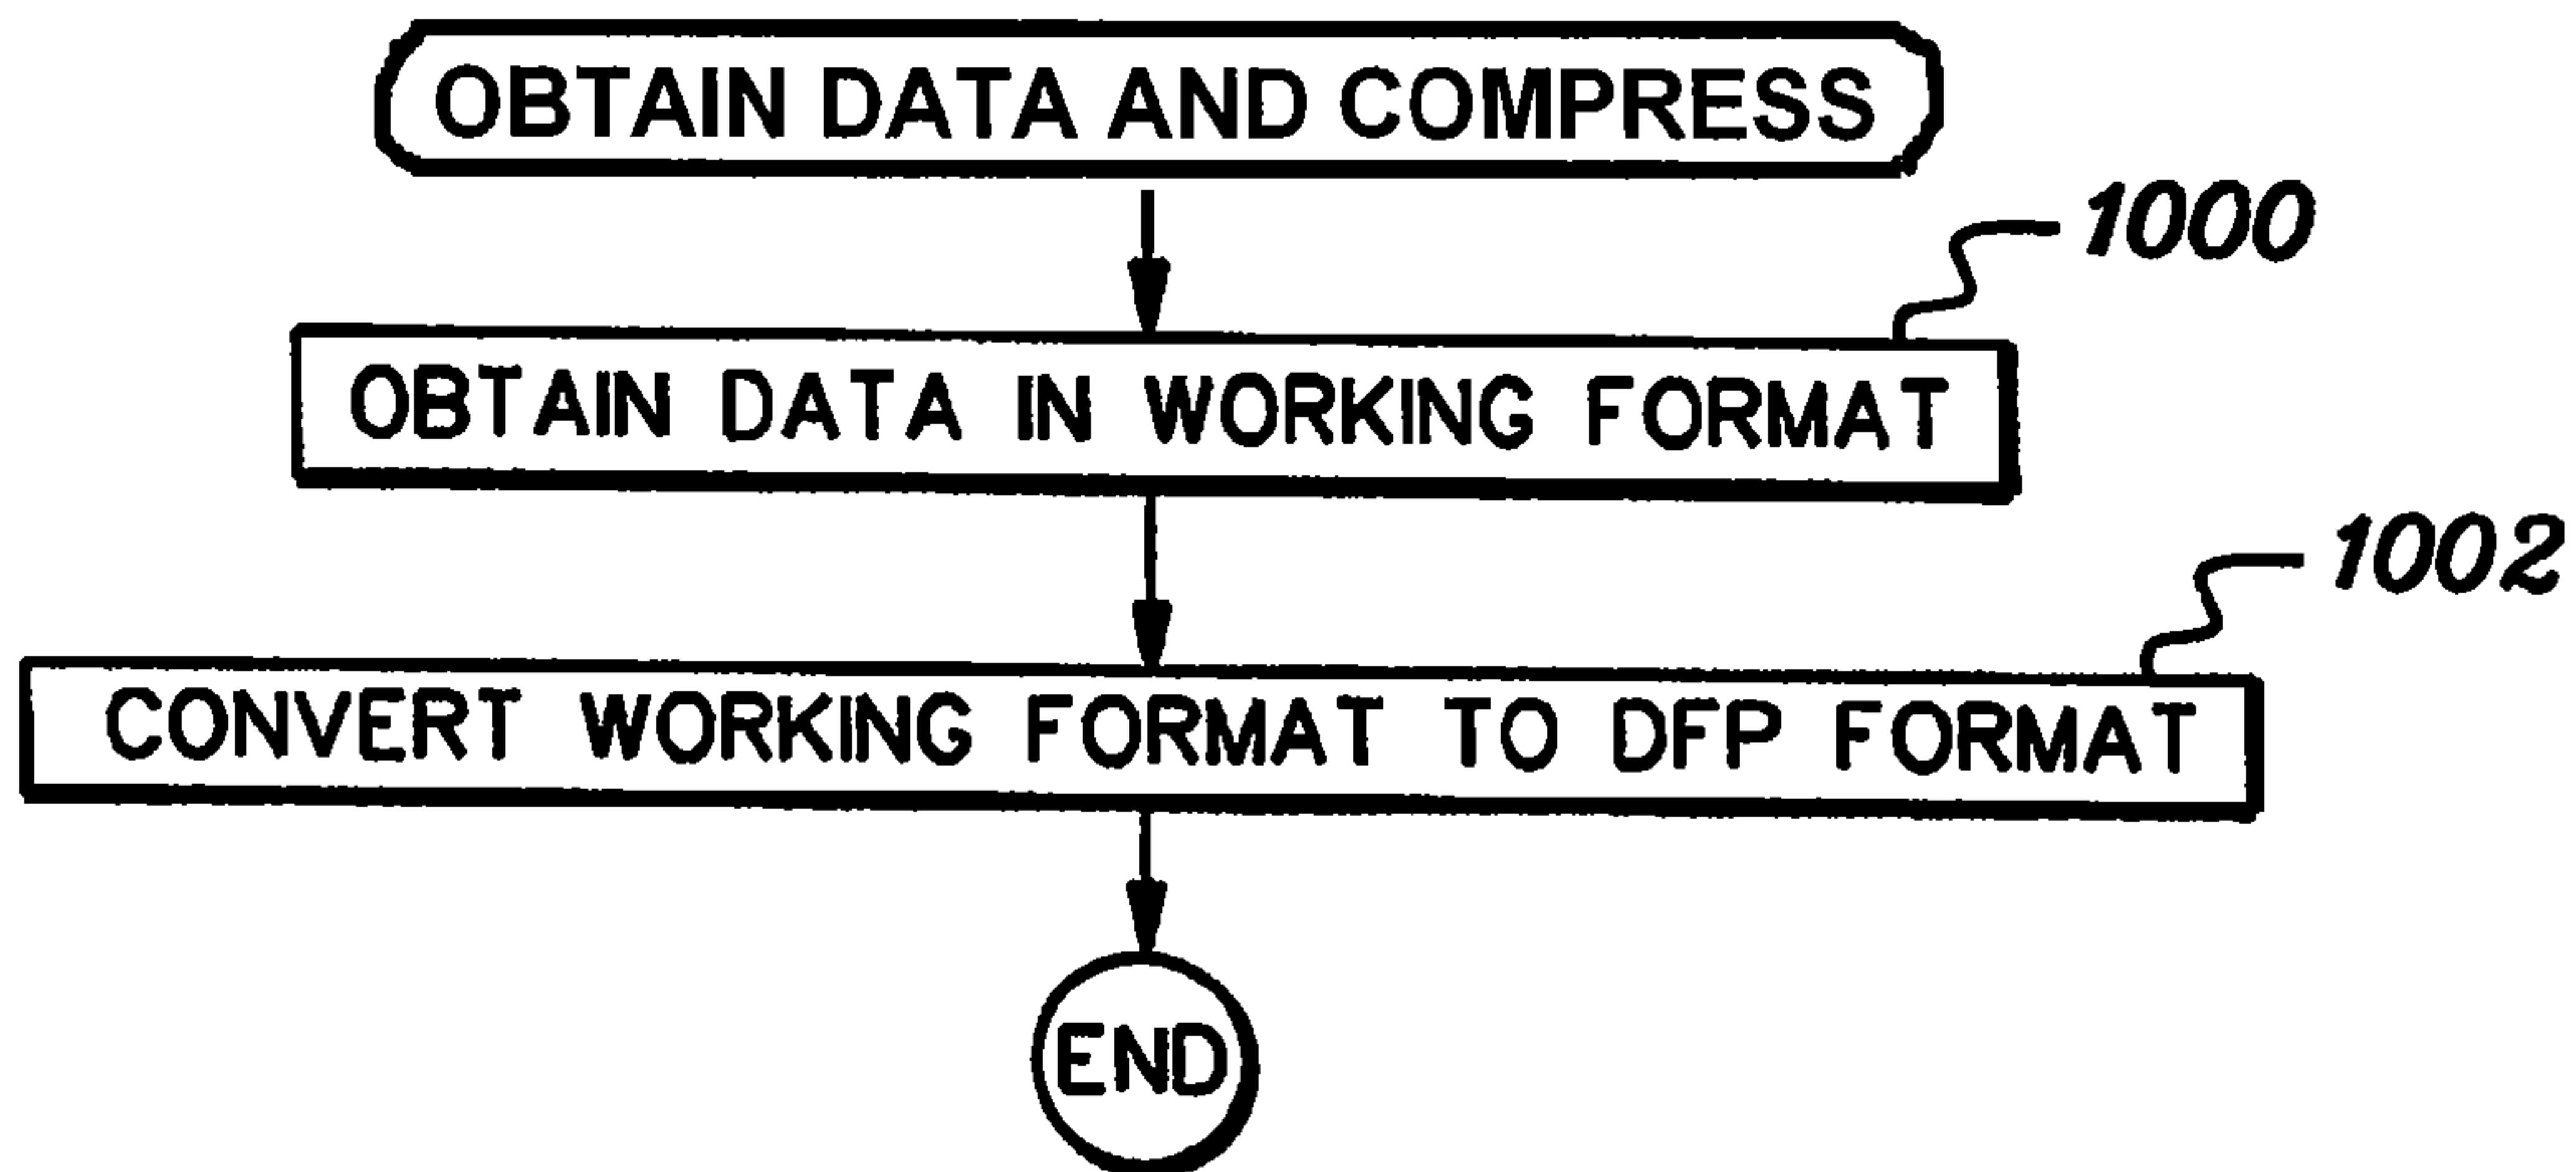 OBTAIN DATA AND COMPRESS
1000
OBTAIN DATA IN WORKING FORMAT
1002
CONVERT WORKING FORMAT TO DFP FORMAT
END